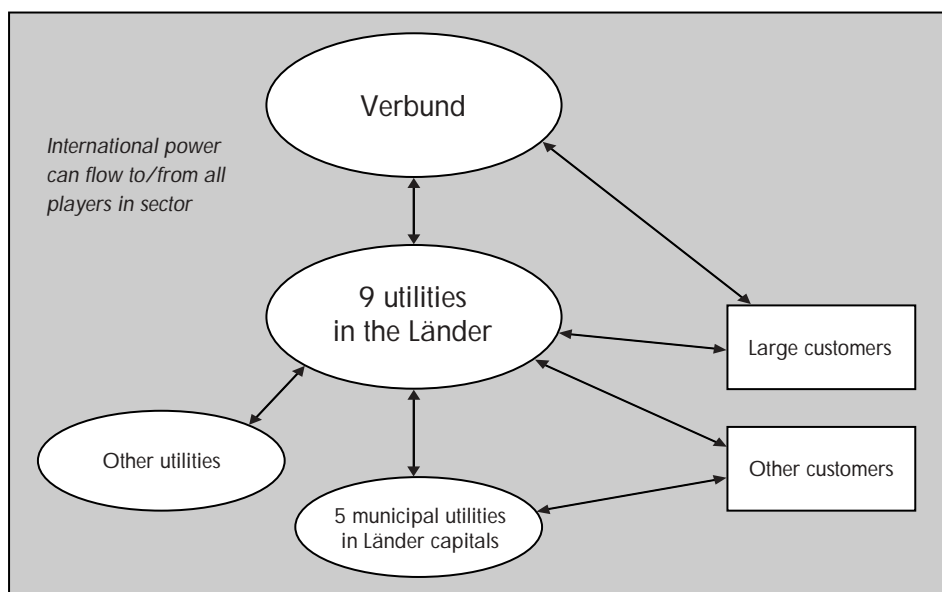 Verbund
International power
can flow to/from all
players in sector
9 utilities
in the Länder
Large customers
Other utilities
Other customers
5 municipal utilities
in Länder capitals